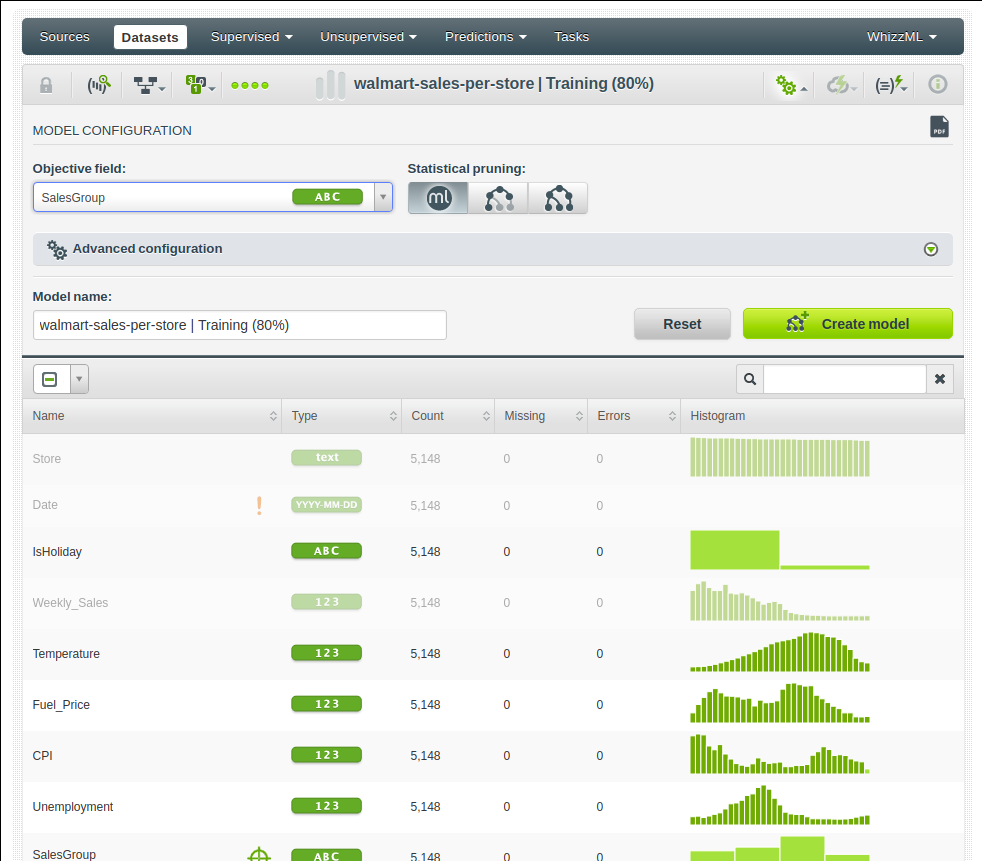 Sources Datasets Supervised Unsupervised Predictions Tasks WhizzML
walmart-sales-per-store | Training (80%)
MODEL CONFIGURATION
PDF
Objective field: Statistical pruning:
SalesGroup ABC ml
Advanced configuration
Model name:
walmart-sales-per-store | Training (80%) Reset Create model
Name Type Count Missing Errors Histogram
Store text 5,148 0 0
Date ! YYYY-MM-DD 5,148 0 0
IsHoliday ABC 5,148 0 0
Weekly_Sales 123 5,148 0 0
Temperature 123 5,148 0 0
Fuel_Price 123 5,148 0 0
CPI 123 5,148 0 0
Unemployment 123 5,148 0 0
SalesGroup ABC 5,148 0 0